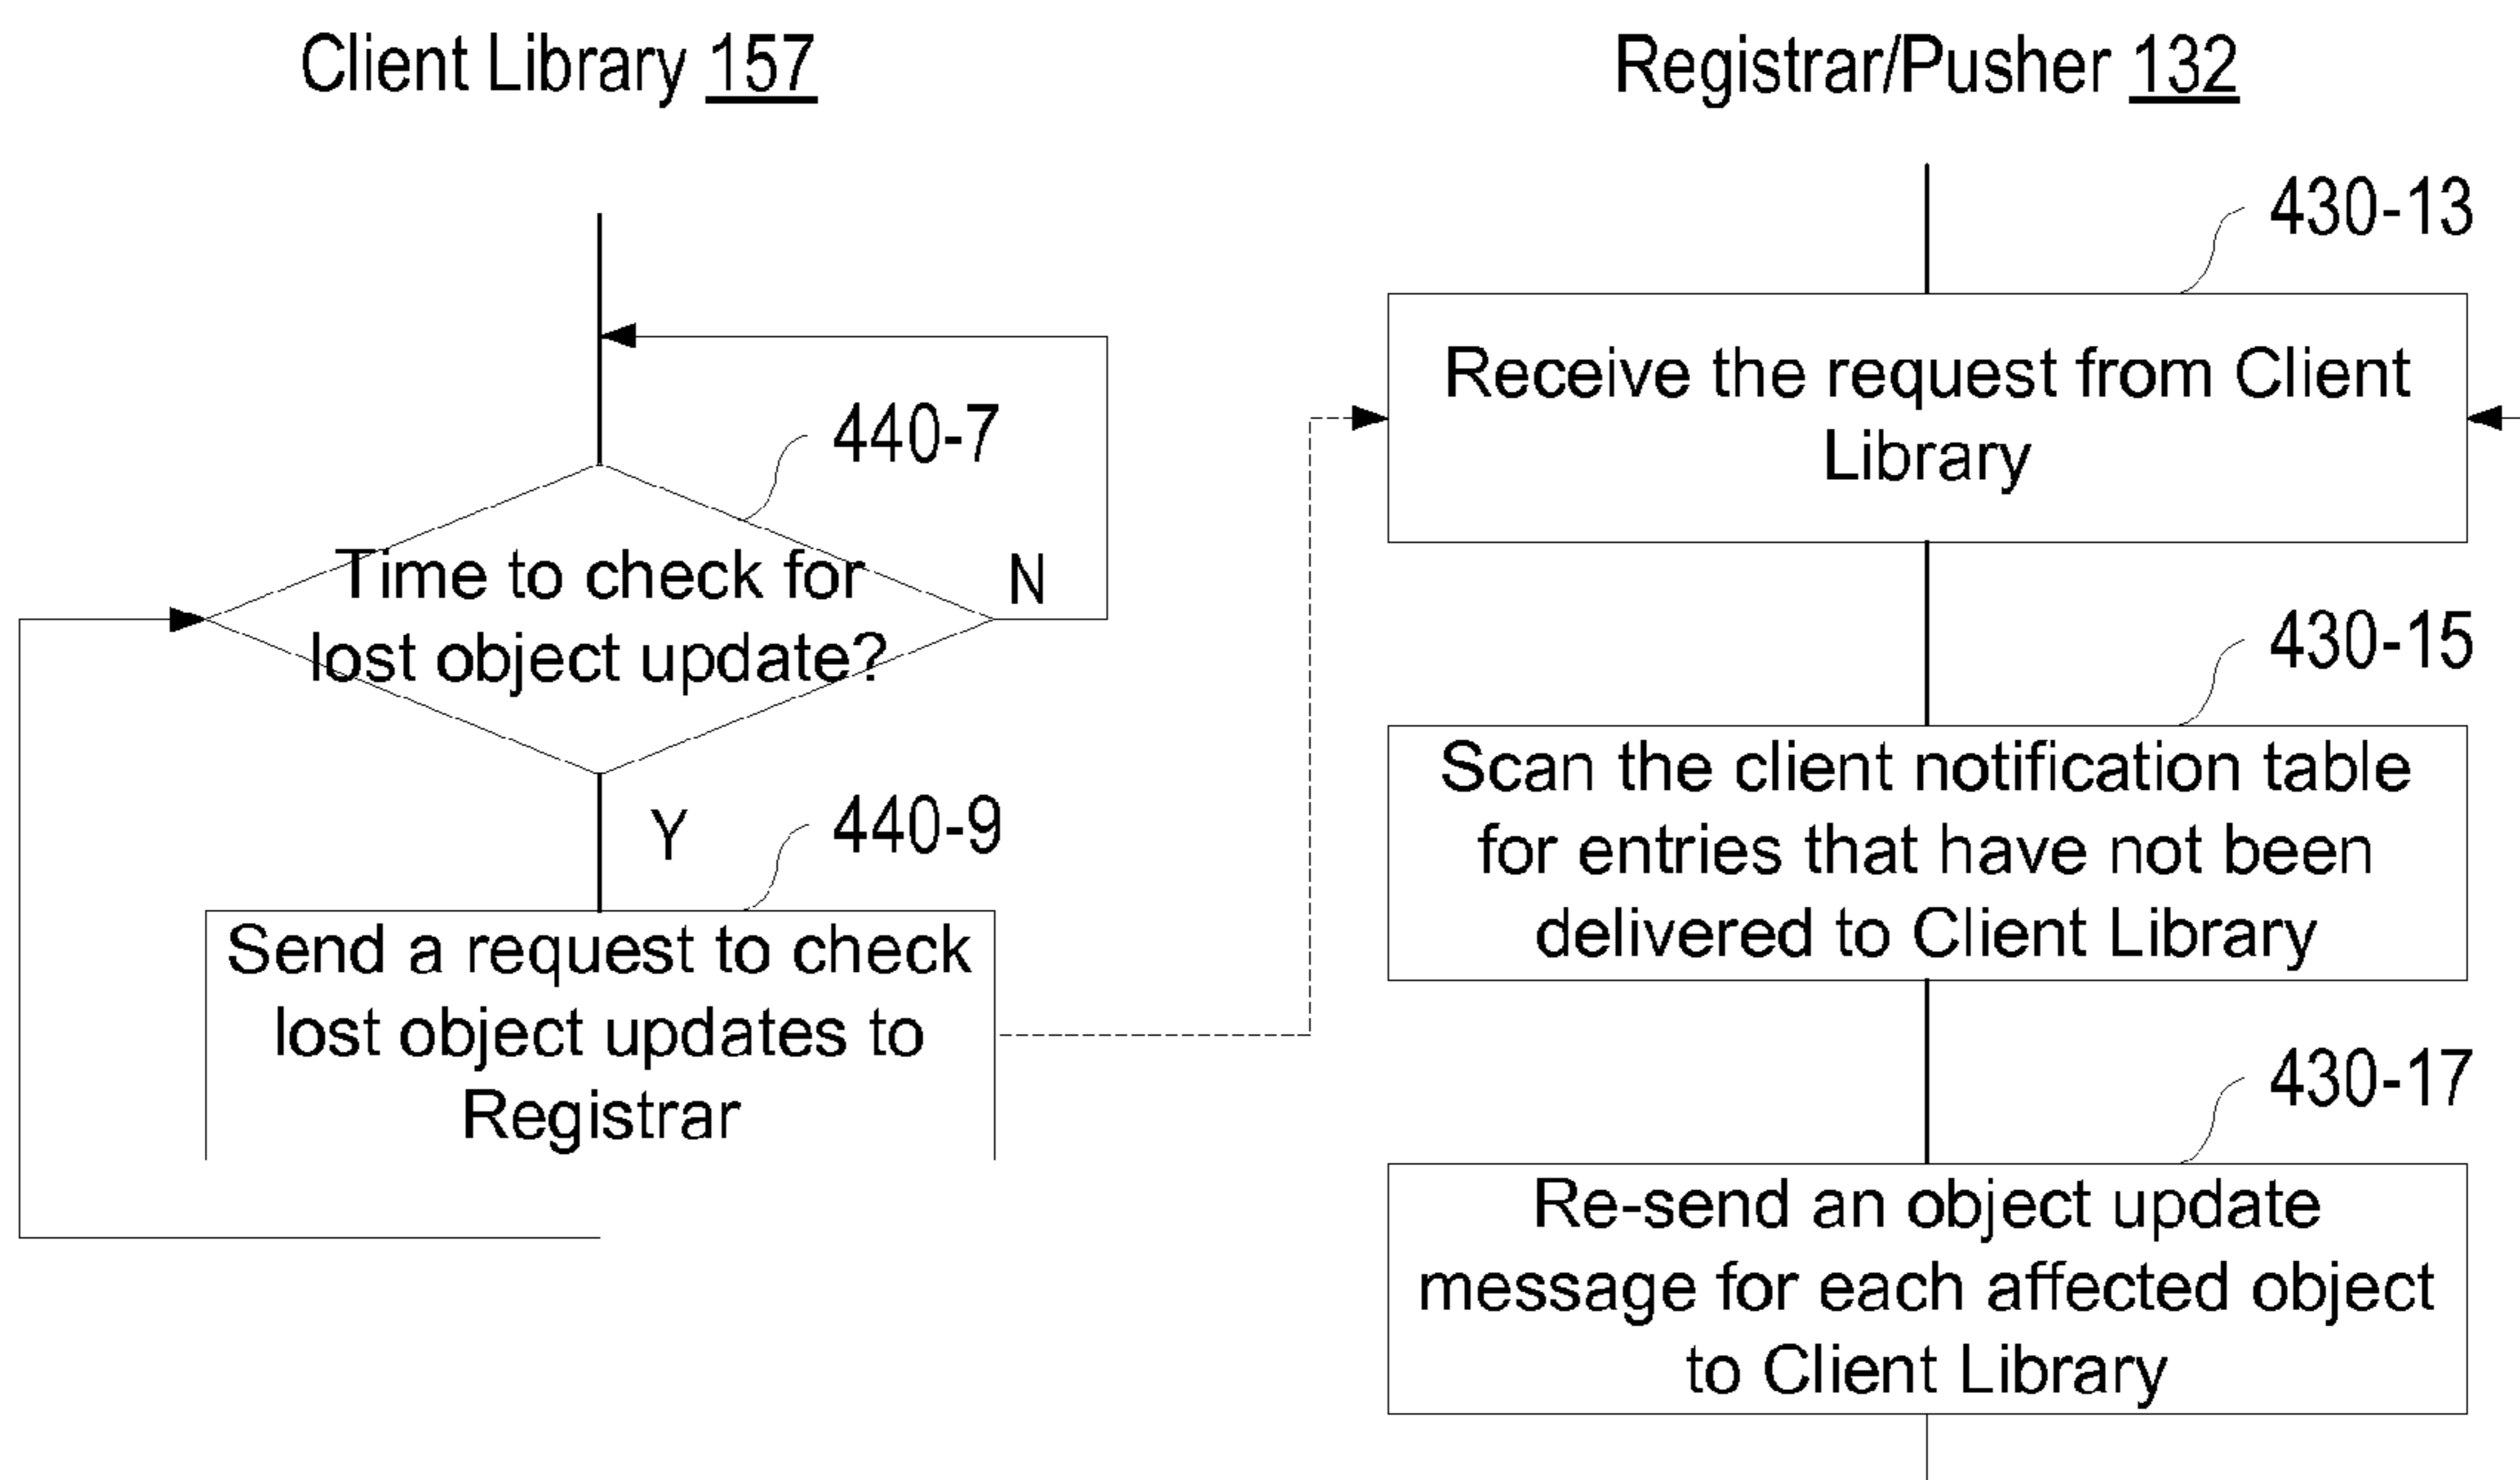 Client Library 157
440-7
Time to check for
lost object update?
N
Y
440-9
Send a request to check
lost object updates to
Registrar
Registrar/Pusher 132
430-13
Receive the request from Client
Library
430-15
Scan the client notification table
for entries that have not been
delivered to Client Library
430-17
Re-send an object update
message for each affected object
to Client Library